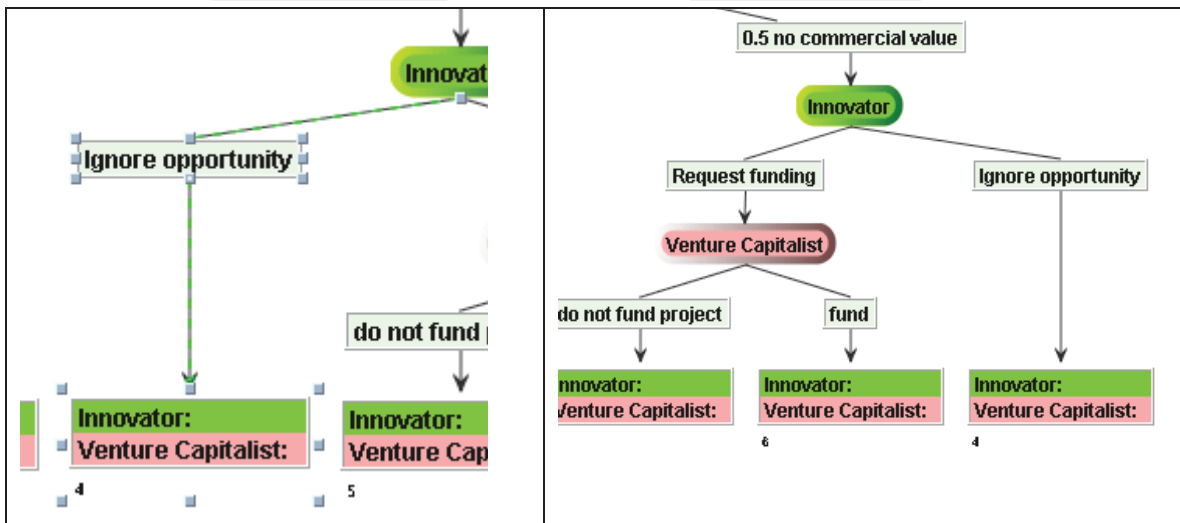 Innovat
Ignore opportunity
do not fund p
Innovator:
Venture Capitalist:
4
Innovator:
Venture Cap
5
0.5 no commercial value
Innovator
Request funding
Ignore opportunity
Venture Capitalist
do not fund project
fund
Innovator:
Venture Capitalist:
Innovator:
Venture Capitalist:
6
Innovator:
Venture Capitalist:
4